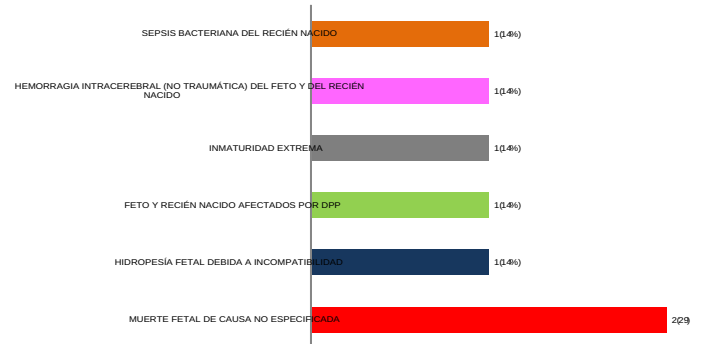 SEPSIS BACTERIANA DEL RECIÉN NACIDO
1(14%)
HEMORRAGIA INTRACEREBRAL (NO TRAUMÁTICA) DEL FETO Y DEL RECIÉN
NACIDO
1(14%)
INMATURIDAD EXTREMA
1(14%)
FETO Y RECIÉN NACIDO AFECTADOS POR DPP
1(14%)
HIDROPESÍA FETAL DEBIDA A INCOMPATIBILIDAD
1(14%)
MUERTE FETAL DE CAUSA NO ESPECIFICADA
2(29)